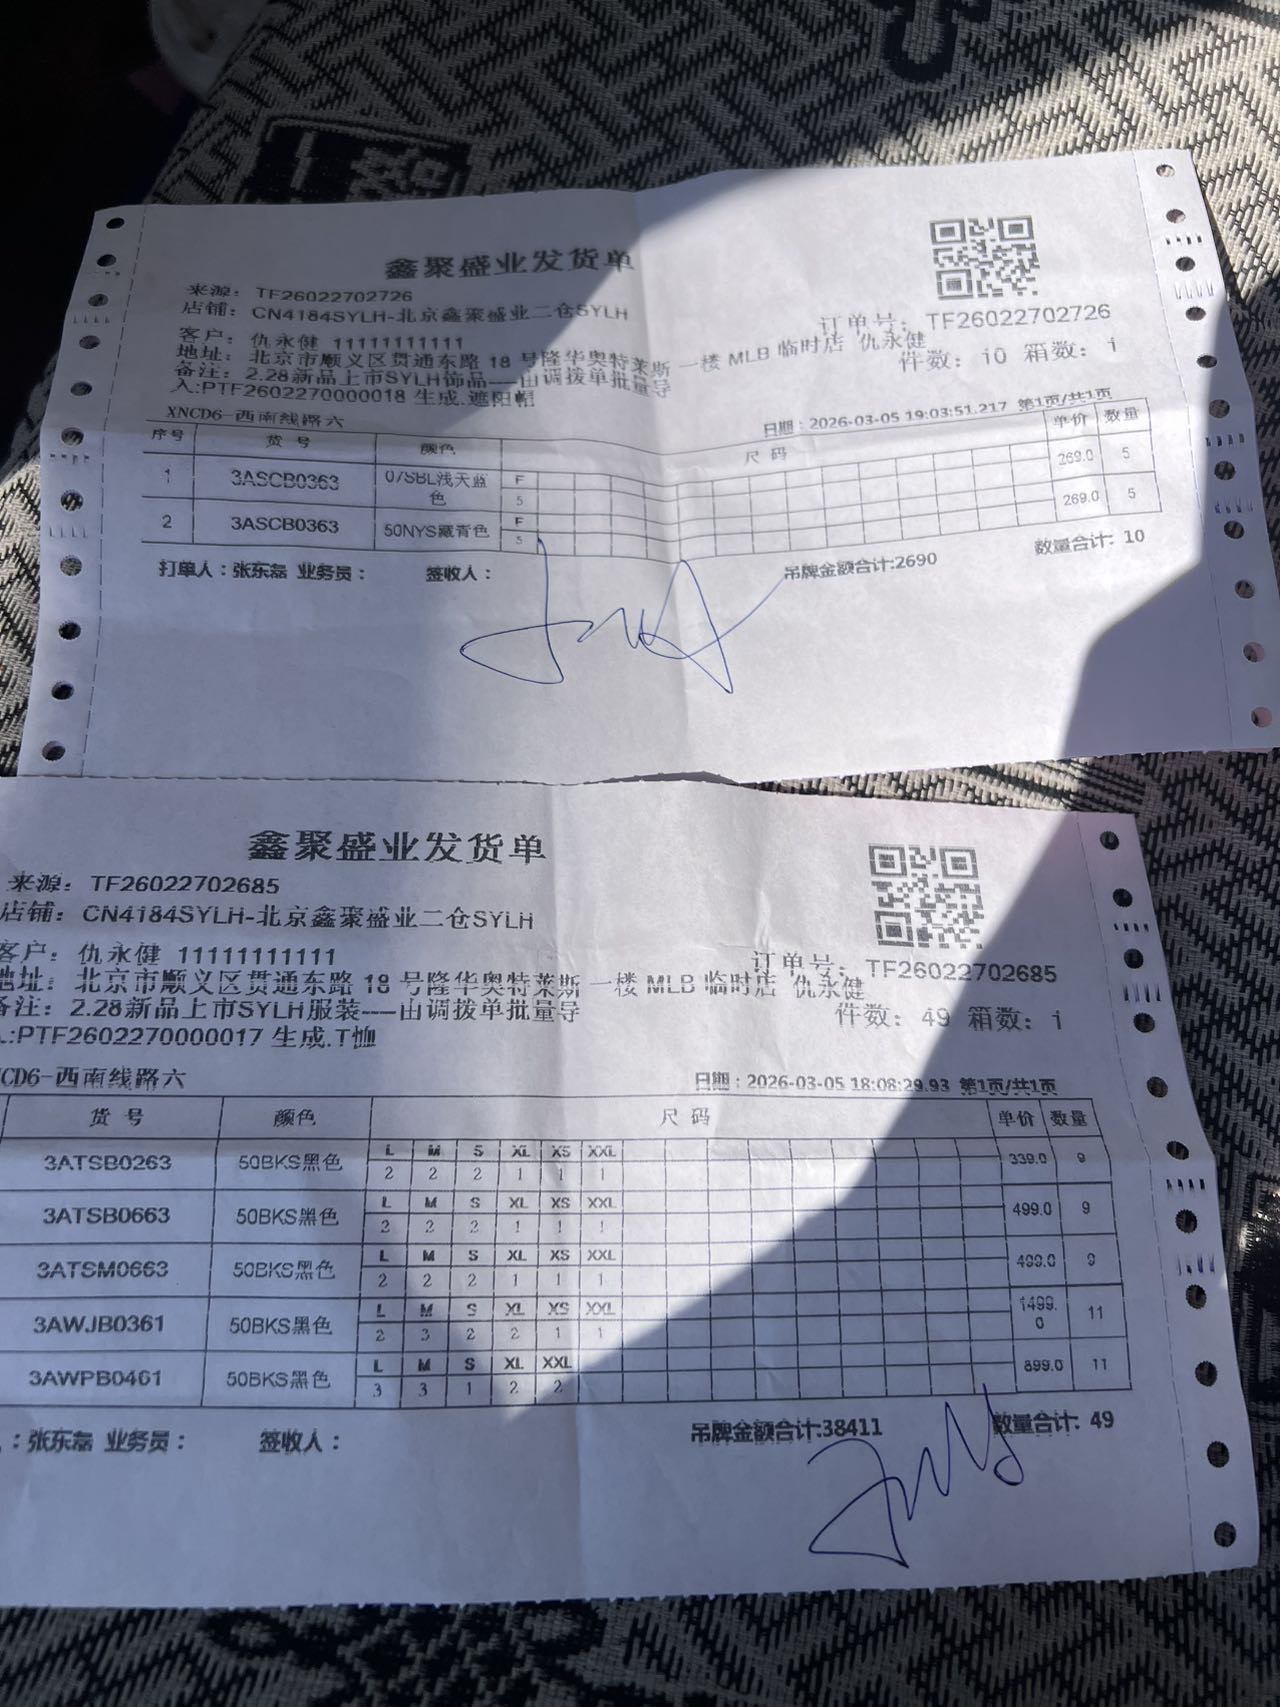 鑫聚盛业发货单
来源: TF26022702726
店铺: CN4184SYLH-北京鑫聚盛业二仓SYLH
订单号: TF26022702726
客户: 仇永健 11111111111
地址: 北京市顺义区贯通东路 18 号隆华奥特莱斯 一楼 MLB 临时店 仇永健
件数: 10 箱数: 1
备注: 2.28新品上市SYLH饰品----由调拨单批量导
入:PTF2602270000018 生成.遮阳帽
XNCD6-西南线路六
日期：2026-03-05 19:03:51.217 第1页/共1页
序号 货号 颜色 尺码 单价 数量
1 3ASCB0363 07SBL浅天蓝色 F 269.0 5
5
2 3ASCB0363 50NYS藏青色 F 269.0 5
5
打单人：张东磊 业务员： 签收人： 吊牌金额合计:2690 数量合计: 10
鑫聚盛业发货单
来源: TF26022702685
店铺: CN4184SYLH-北京鑫聚盛业二仓SYLH
客户: 仇永健 11111111111
订单号: TF26022702685
地址: 北京市顺义区贯通东路 18 号隆华奥特莱斯 一楼 MLB 临时店 仇永健
件数: 49 箱数: 1
备注: 2.28新品上市SYLH服装----由调拨单批量导
:PTF2602270000017 生成.T恤
CD6-西南线路六
日期：2026-03-05 18:08:29.93 第1页/共1页
货号 颜色 尺码 单价 数量
3ATSB0263 50BKS黑色 L M S XL XS XXL 339.0 9
2 2 2 1 1 1
3ATSB0663 50BKS黑色 L M S XL XS XXL 499.0 9
2 2 2 1 1 1
3ATSM0663 50BKS黑色 L M S XL XS XXL 499.0 9
2 2 2 1 1 1
3AWJB0361 50BKS黑色 L M S XL XS XXL 1499.0 11
2 3 2 2 1 1
3AWPB0461 50BKS黑色 L M S XL XXL 899.0 11
3 3 1 2 2
：张东磊 业务员： 签收人： 吊牌金额合计:38411 数量合计: 49